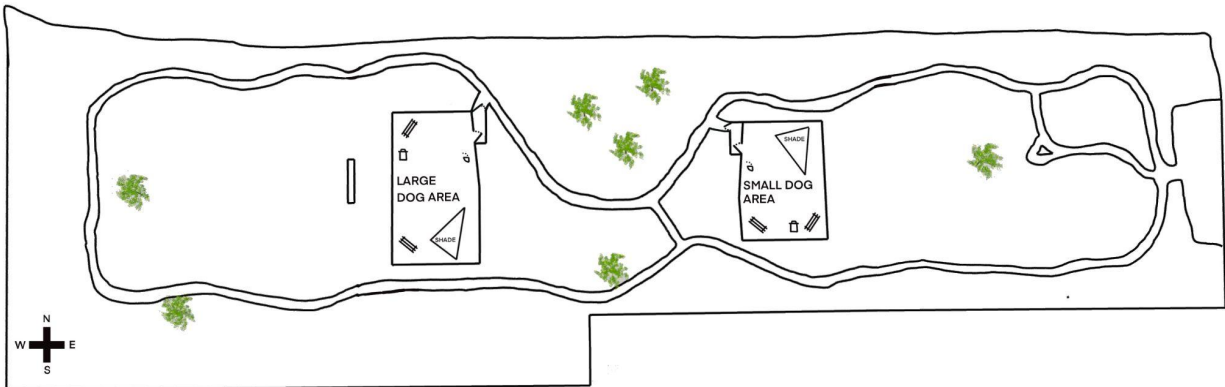 LARGE
DOG AREA
SHADE
SHADE
SMALL DOG
AREA
N
W E
S